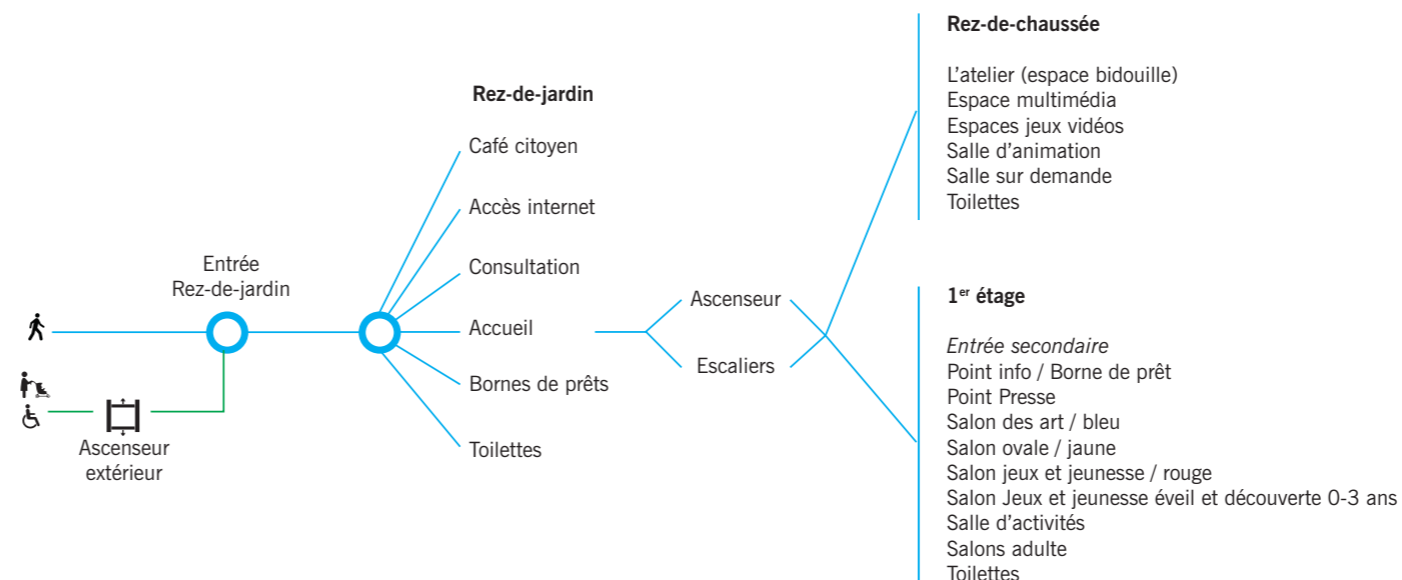 Entrée
Rez-de-jardin
Ascenseur
extérieur
Rez-de-jardin
Café citoyen
Accès internet
Consultation
Accueil
Bornes de prêts
Toilettes
Ascenseur
Escaliers
Rez-de-chaussée
L'atelier (espace bidouille)
Espace multimédia
Espaces jeux vidéos
Salle d'animation
Salle sur demande
Toilettes
1er étage
Entrée secondaire
Point info / Borne de prêt
Point Presse
Salon des art / bleu
Salon ovale / jaune
Salon jeux et jeunesse / rouge
Salon Jeux et jeunesse éveil et découverte 0-3 ans
Salle d'activités
Salons adulte
Toilettes